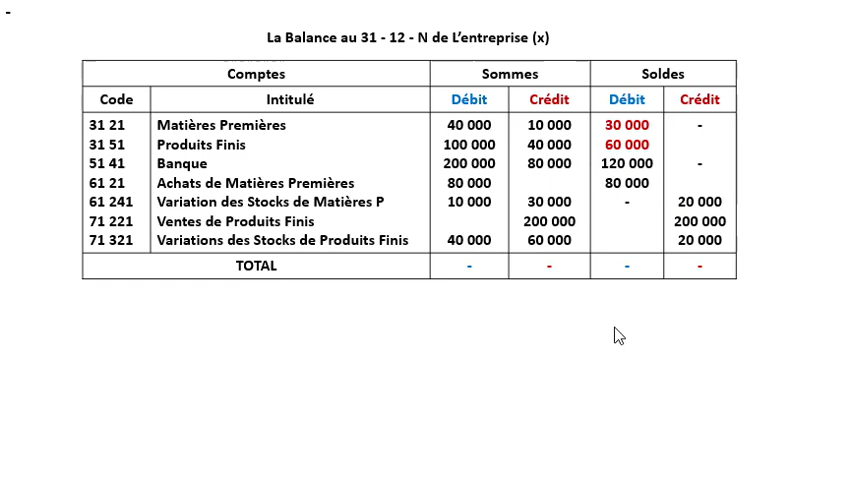 -
La Balance au 31 - 12 - N de L'entreprise (x)
Comptes Sommes Soldes
Code Intitulé Débit Crédit Débit Crédit
31 21 Matières Premières 40 000 10 000 30 000 -
31 51 Produits Finis 100 000 40 000 60 000
51 41 Banque 200 000 80 000 120 000 -
61 21 Achats de Matières Premières 80 000 80 000
61 241 Variation des Stocks de Matières P 10 000 30 000 - 20 000
71 221 Ventes de Produits Finis 200 000 200 000
71 321 Variations des Stocks de Produits Finis 40 000 60 000 20 000
TOTAL - - - -